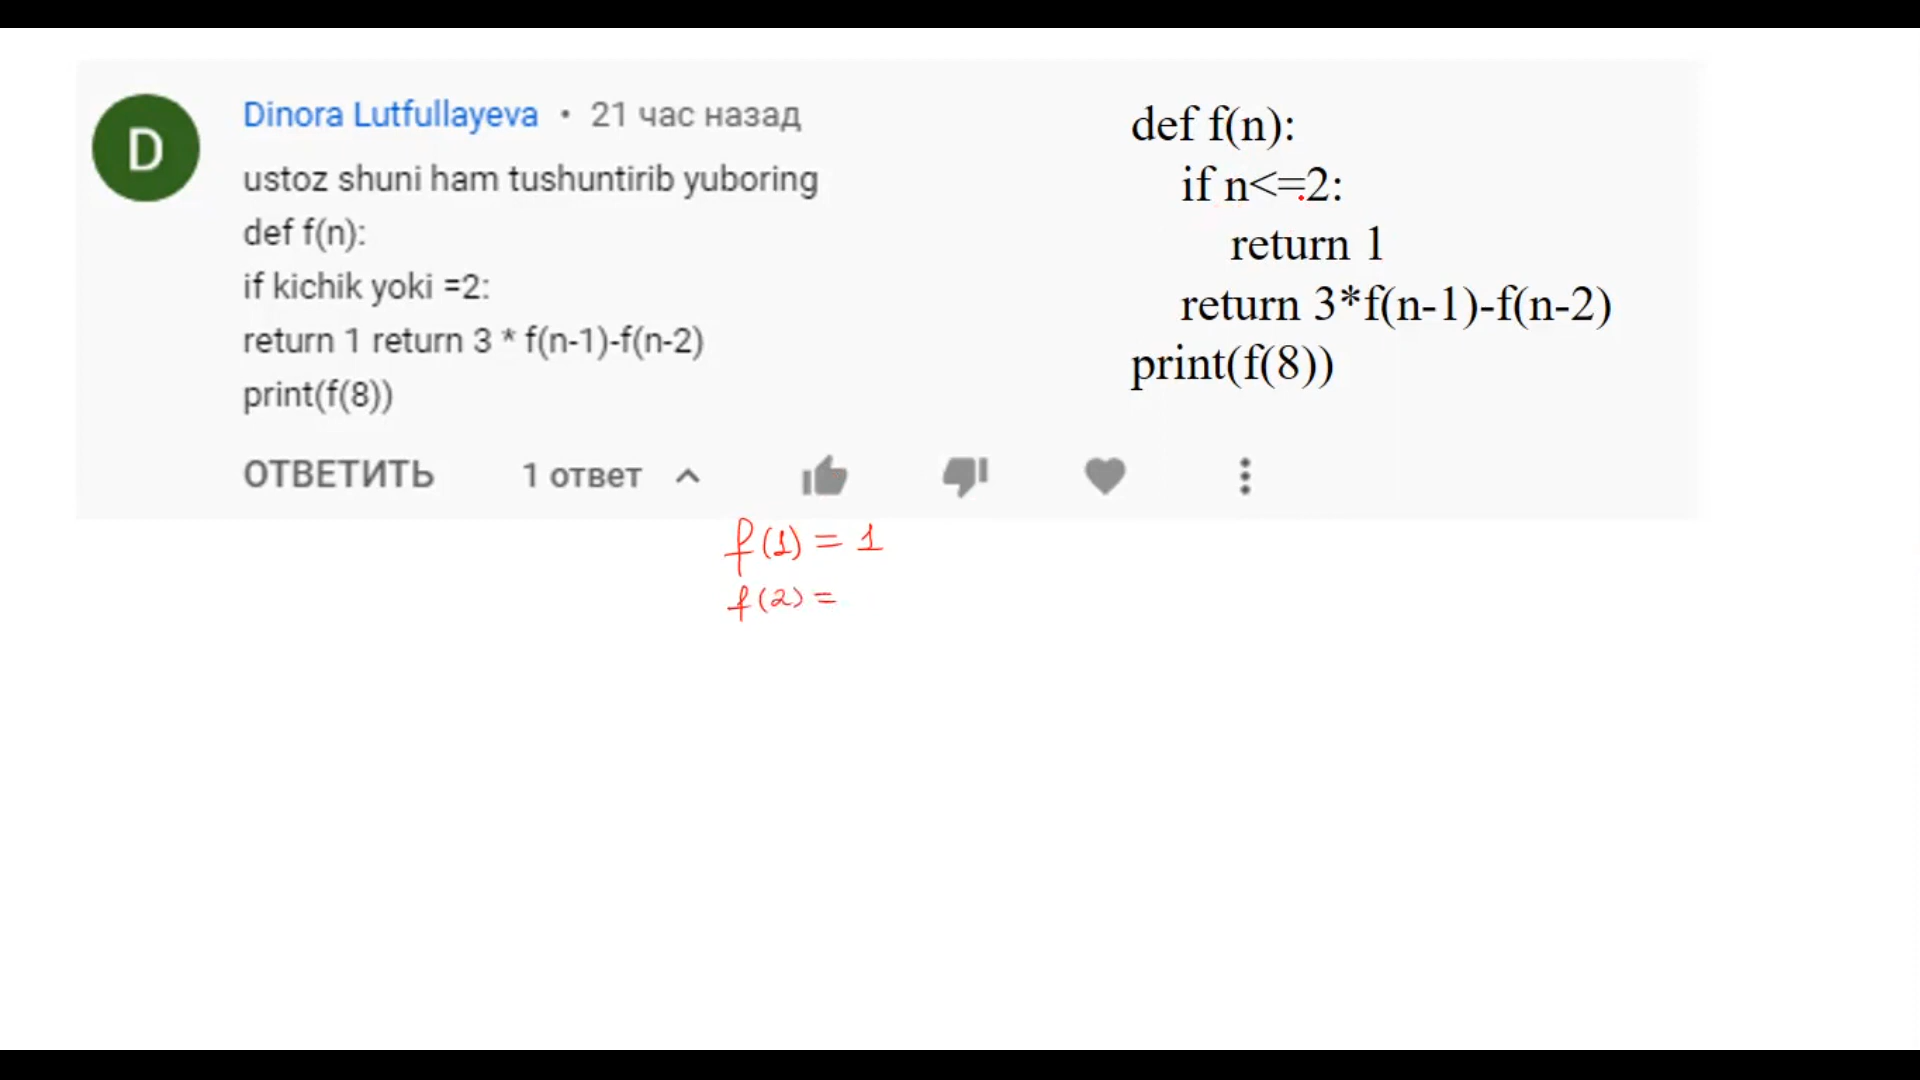 D
Dinora Lutfullayeva • 21 час назад
ustoz shuni ham tushuntirib yuboring
def f(n):
if kichik yoki =2:
return 1 return 3 * f(n-1)-f(n-2)
print(f(8))
ОТВЕТИТЬ 1 ответ
def f(n):
if n<=2:
return 1
return 3*f(n-1)-f(n-2)
print(f(8))
f(1) = 1
f(2) =